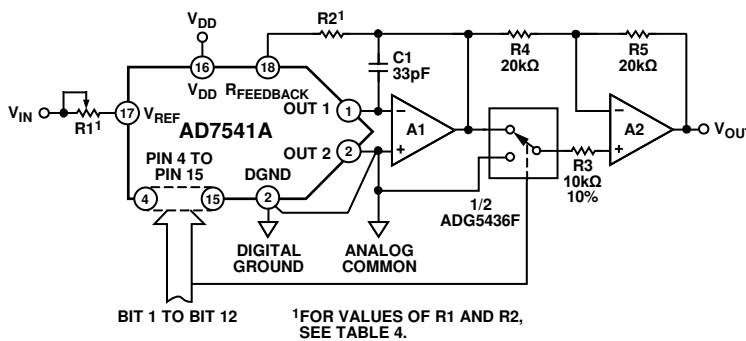 VDD
R2¹
C1
33pF
R4
20kΩ
R5
20kΩ
16
VDD
18
RFEEDBACK
VIN
R1¹
17
VREF
AD7541A
OUT 1
1
OUT 2
2
−
+
A1
−
+
A2
VOUT
R3
10kΩ
10%
PIN 4 TO
PIN 15
4
15
DGND
2
1/2
ADG5436F
DIGITAL
GROUND
ANALOG
COMMON
BIT 1 TO BIT 12
¹FOR VALUES OF R1 AND R2,
SEE TABLE 4.